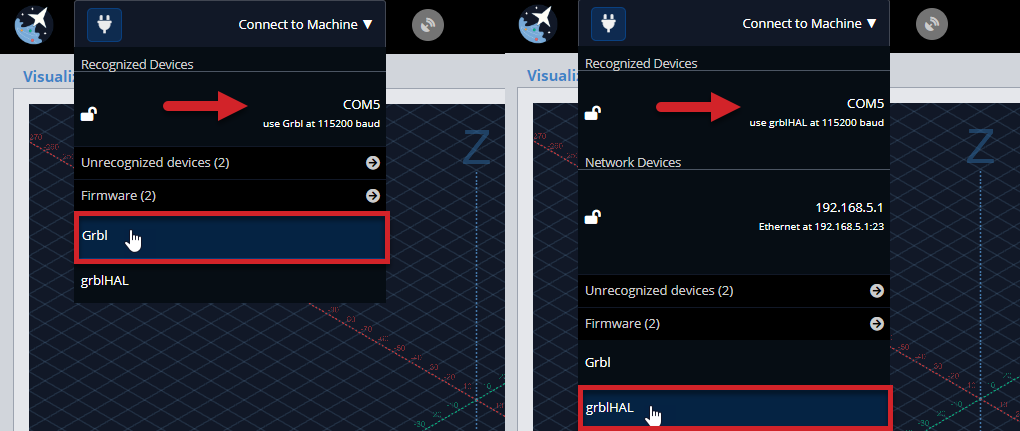 Connect to Machine ▼
Recognized Devices
Visualiz
COM5
use Grbl at 115200 baud
Z
Unrecognized devices (2)
Firmware (2)
Grbl
grblHAL
Connect to Machine ▼
Recognized Devices
Visualiz
COM5
use grblHAL at 115200 baud
Z
Network Devices
192.168.5.1
Ethernet at 192.168.5.1:23
Unrecognized devices (2)
Firmware (2)
Grbl
grblHAL